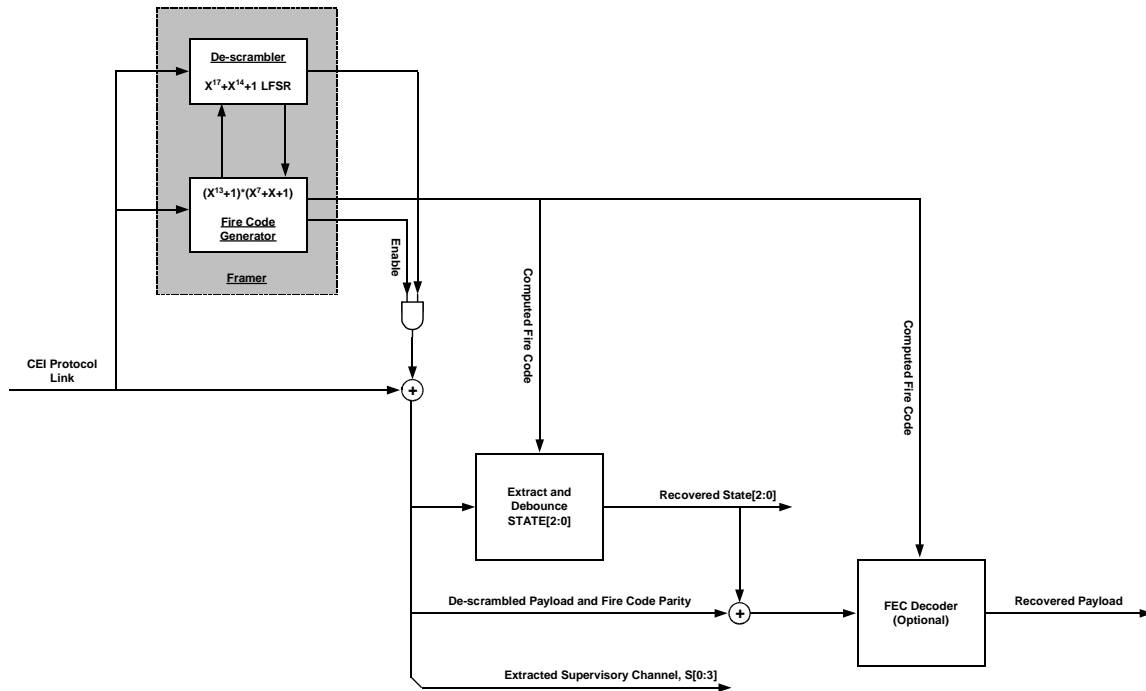 De-scrambler
X17+X14+1 LFSR
(X13+1)*(X7+X+1)
Fire Code
Generator
Framer
Enable
Computed Fire Code
Computed Fire Code
CEI Protocol
Link
+
Extract and
Debounce
STATE[2:0]
Recovered State[2:0]
De-scrambled Payload and Fire Code Parity
+
FEC Decoder
(Optional)
Recovered Payload
Extracted Supervisory Channel, S[0:3]